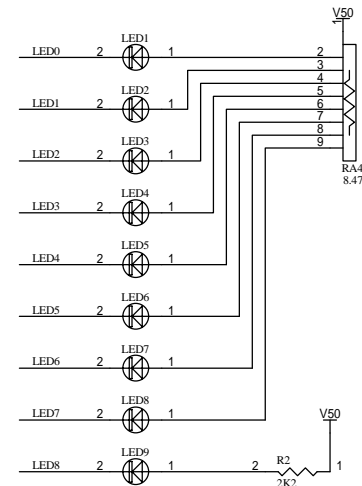 V50
1
LED1
LED0 2 1 2
3
LED2
4
LED1 2 1 5
6
LED3 7
8
LED2 2 1 9
RA4
8.47
LED4
LED3 2 1
LED5
LED4 2 1
LED6
LED5 2 1
LED7
LED6 2 1
LED8
LED7 2 1
V50
LED9 R2
LED8 2 1 2 1
2K2